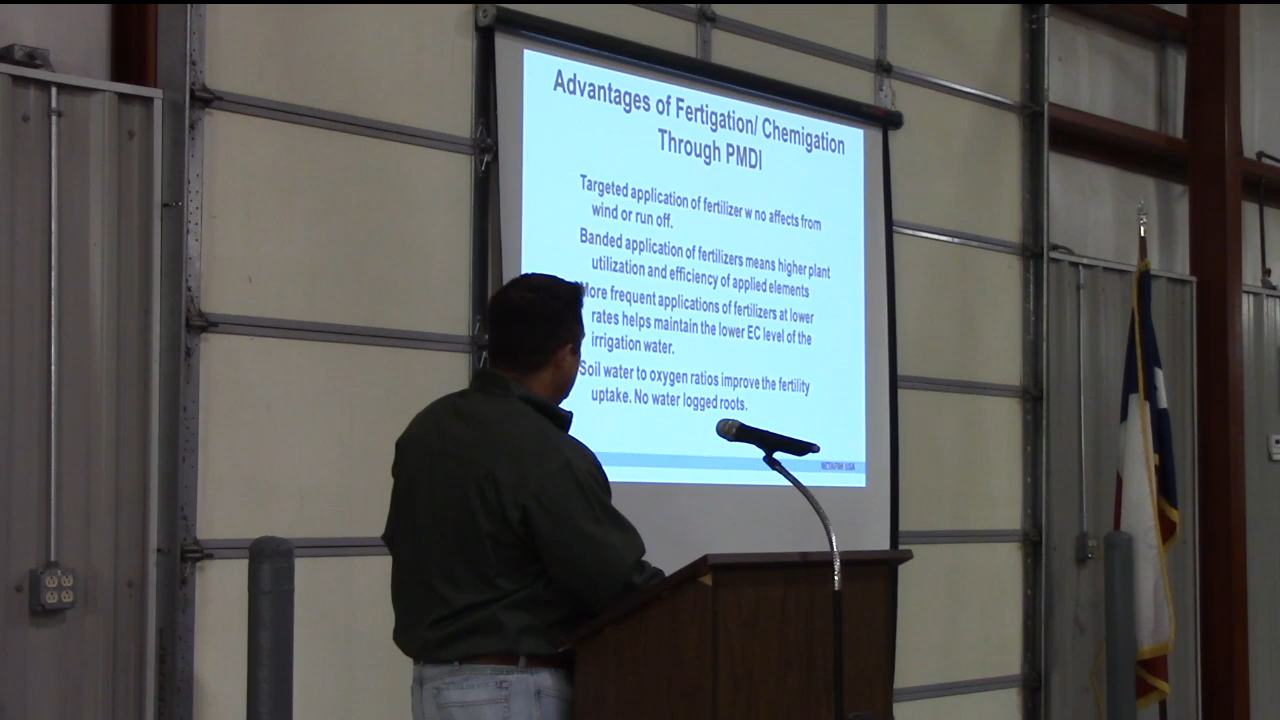 Advantages of Fertigation/ Chemigation
Through PMDI
Targeted application of fertilizer w no affects from
wind or run off.
Banded application of fertilizers means higher plant
utilization and efficiency of applied elements
More frequent applications of fertilizers at lower
rates helps maintain the lower EC level of the
irrigation water.
Soil water to oxygen ratios improve the fertility
uptake. No water logged roots.
NETAFIM USA